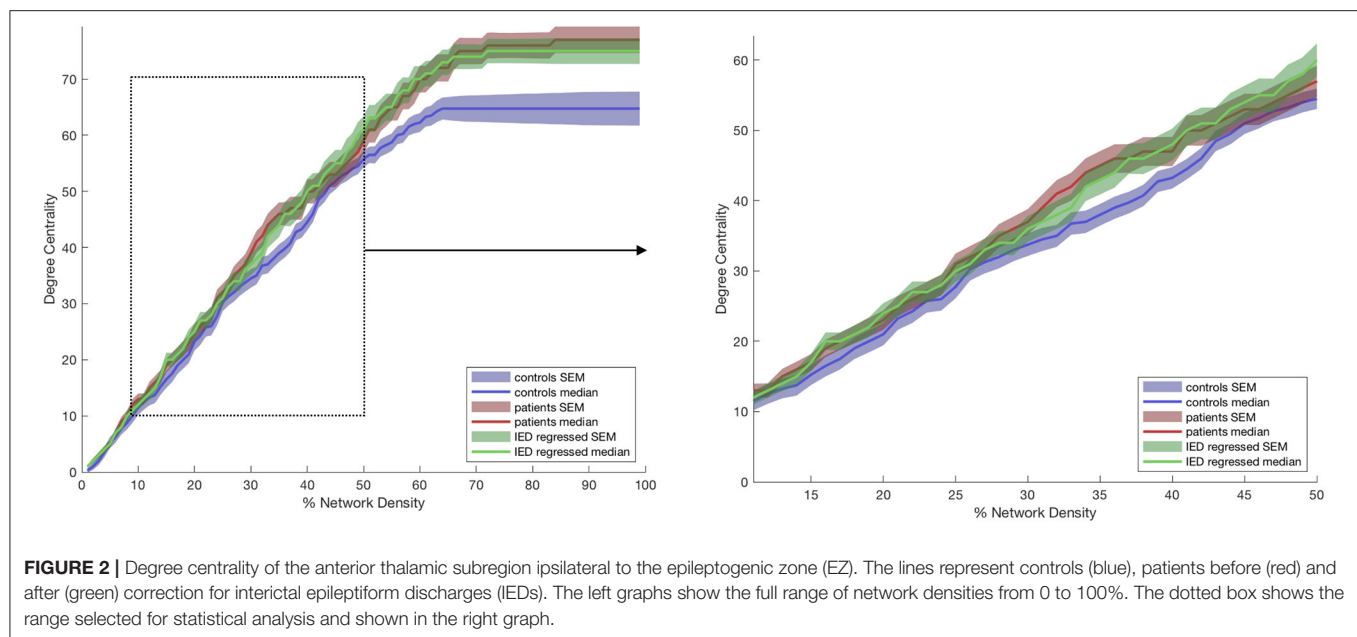 70
60
50
40
30
20
10
0
Degree Centrality
0 10 20 30 40 50 60 70 80 90 100
% Network Density
controls SEM
controls median
patients SEM
patients median
IED regressed SEM
IED regressed median
60
50
40
30
20
10
0
Degree Centrality
15 20 25 30 35 40 45 50
% Network Density
controls SEM
controls median
patients SEM
patients median
IED regressed SEM
IED regressed median
FIGURE 2 | Degree centrality of the anterior thalamic subregion ipsilateral to the epileptogenic zone (EZ). The lines represent controls (blue), patients before (red) and
after (green) correction for interictal epileptiform discharges (IEDs). The left graphs show the full range of network densities from 0 to 100%. The dotted box shows the
range selected for statistical analysis and shown in the right graph.